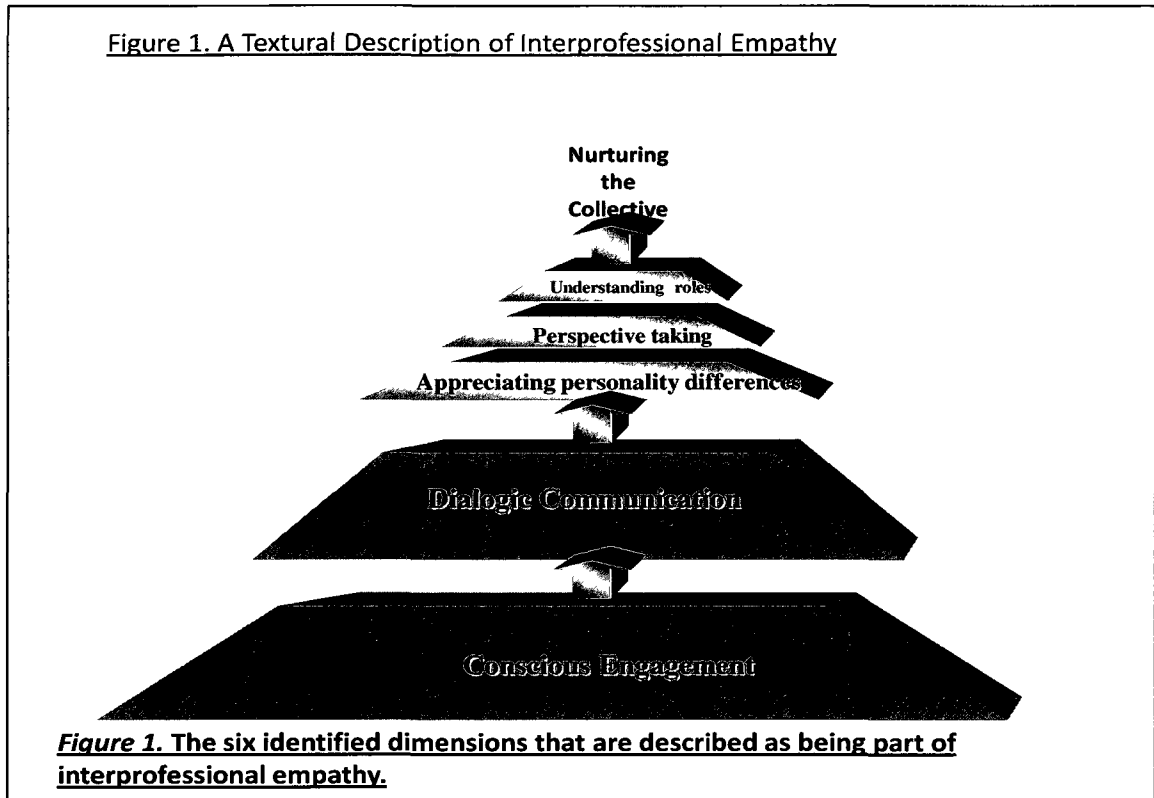 Figure 1. A Textural Description of Interprofessional Empathy
Nurturing
the
Collective
Understanding roles
Perspective taking
Appreciating personality differences
Dialogic Communication
Conscious Engagement
Figure 1. The six identified dimensions that are described as being part of
interprofessional empathy.